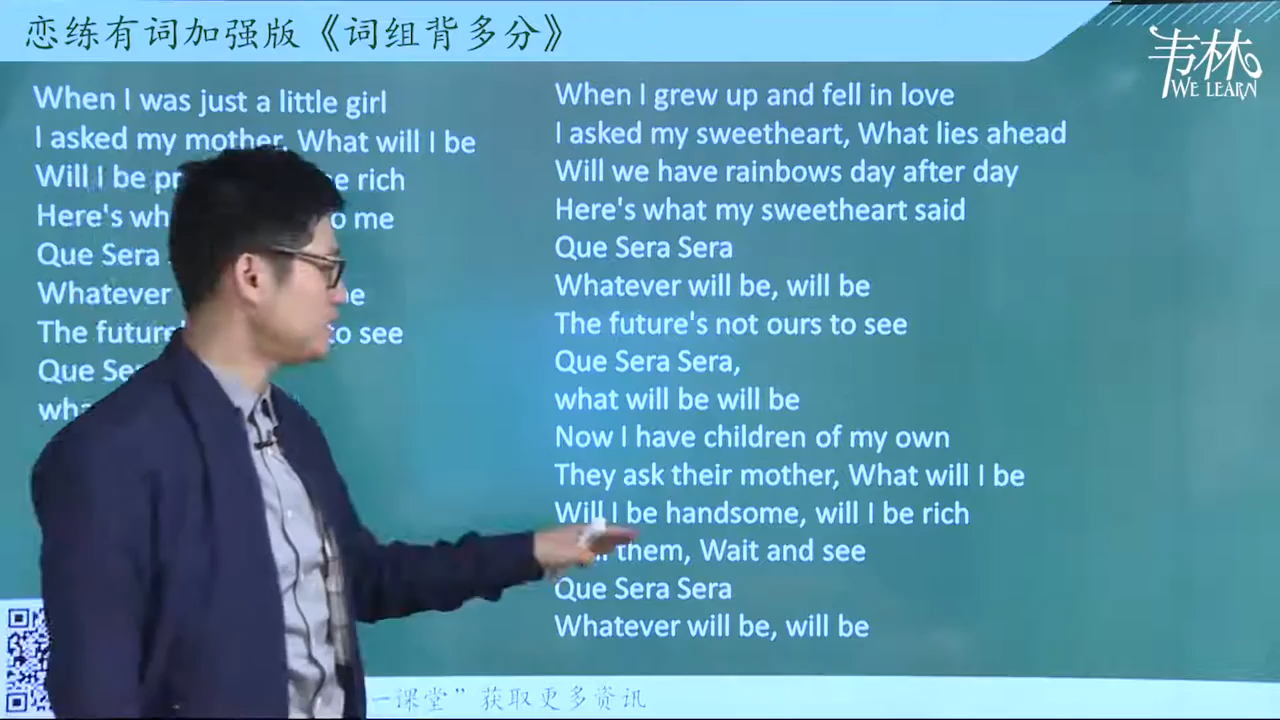 恋练有词加强版《词组背多分》
韦林
WE LEARN
When I was just a little girl
I asked my mother, What will I be
Will I be e rich
Here's to me
Que Sera
Whatever
The future to see
Que
When I grew up and fell in love
I asked my sweetheart, What lies ahead
Will we have rainbows day after day
Here's what my sweetheart said
Que Sera Sera
Whatever will be, will be
The future's not ours to see
Que Sera Sera,
what will be will be
Now I have children of my own
They ask their mother, What will I be
Will I be handsome, will I be rich
them, Wait and see
Que Sera Sera
Whatever will be, will be
一课堂”获取更多资讯